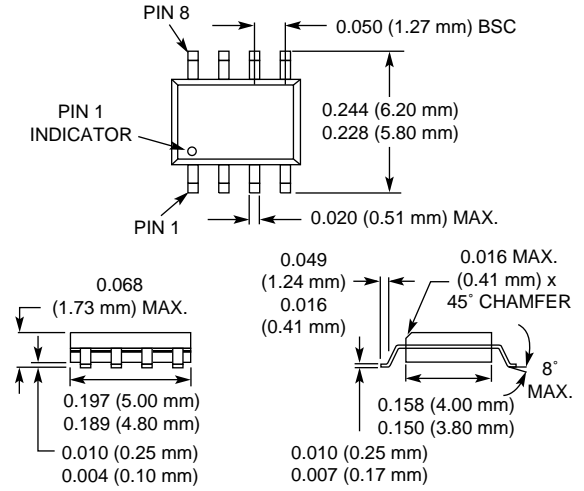 PIN 8
0.050 (1.27 mm) BSC
PIN 1
INDICATOR
0.244 (6.20 mm)
0.228 (5.80 mm)
PIN 1
0.020 (0.51 mm) MAX.
0.068
(1.73 mm) MAX.
0.049
(1.24 mm)
0.016
(0.41 mm)
0.016 MAX.
(0.41 mm) x
45° CHAMFER
8°
MAX.
0.197 (5.00 mm)
0.189 (4.80 mm)
0.010 (0.25 mm)
0.004 (0.10 mm)
0.158 (4.00 mm)
0.150 (3.80 mm)
0.010 (0.25 mm)
0.007 (0.17 mm)